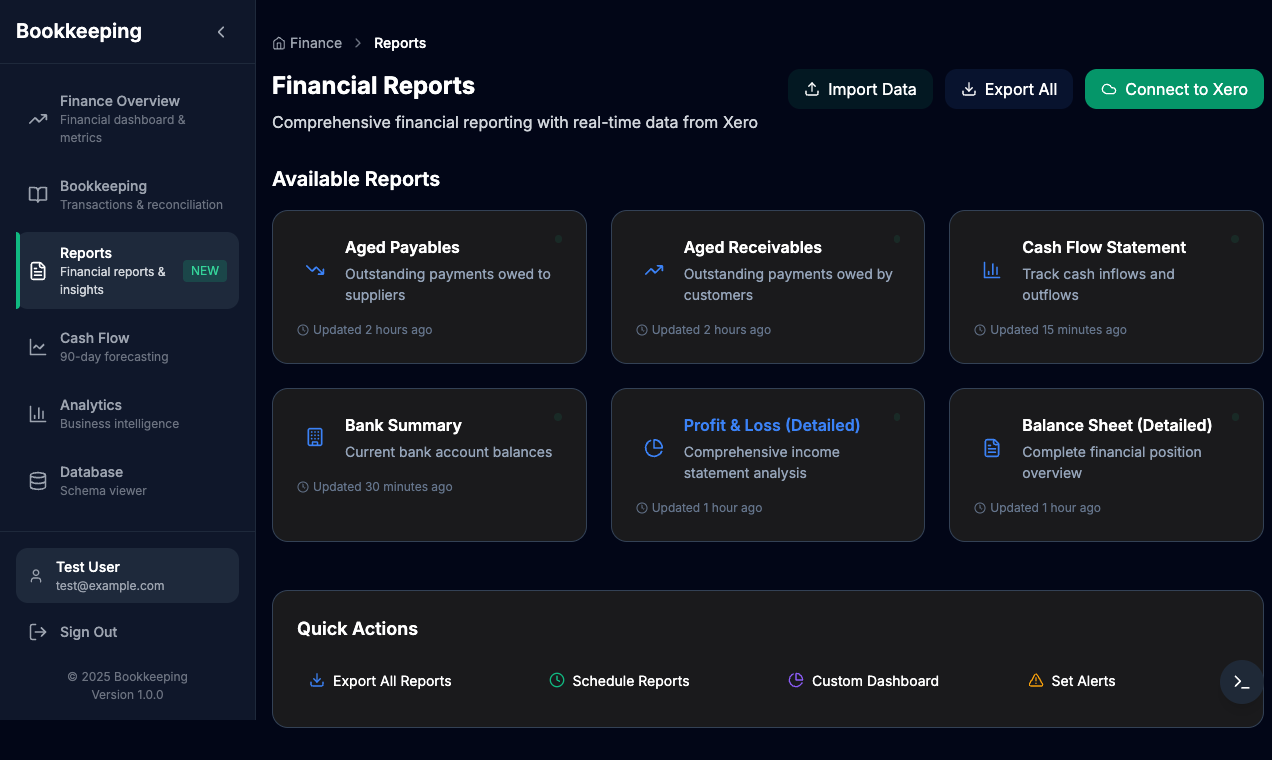 Bookkeeping
Finance Overview
Financial dashboard &
metrics
Bookkeeping
Transactions & reconciliation
Reports
Financial reports &
insights
NEW
Cash Flow
90-day forecasting
Analytics
Business intelligence
Database
Schema viewer
Test User
test@example.com
Sign Out
© 2025 Bookkeeping
Version 1.0.0
Finance
Reports
Financial Reports
Comprehensive financial reporting with real-time data from Xero
Import Data
Export All
Connect to Xero
Available Reports
Aged Payables
Outstanding payments owed to
suppliers
Updated 2 hours ago
Aged Receivables
Outstanding payments owed by
customers
Updated 2 hours ago
Cash Flow Statement
Track cash inflows and
outflows
Updated 15 minutes ago
Bank Summary
Current bank account balances
Updated 30 minutes ago
Profit & Loss (Detailed)
Comprehensive income
statement analysis
Updated 1 hour ago
Balance Sheet (Detailed)
Complete financial position
overview
Updated 1 hour ago
Quick Actions
Export All Reports
Schedule Reports
Custom Dashboard
Set Alerts